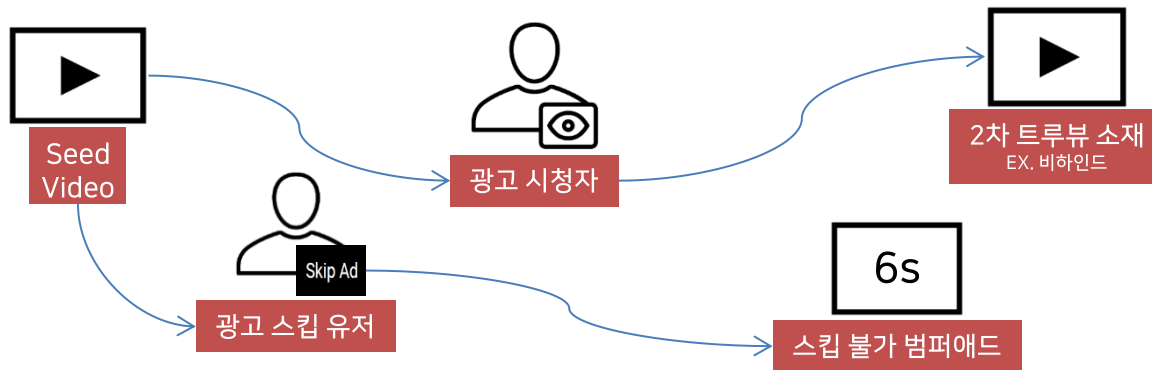 Seed
Video
광고 시청자
2차 트루뷰 소재
EX. 비하인드
Skip Ad
광고 스킵 유저
6s
스킵 불가 범퍼애드